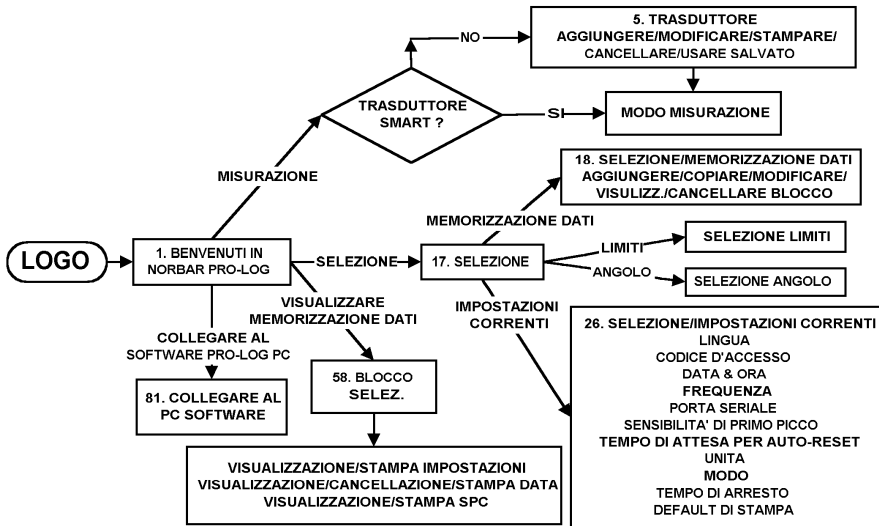 5. TRASDUTTORE
AGGIUNGERE/MODIFICARE/STAMPARE/
CANCELLARE/USARE SALVATO
NO
TRASDUTTORE
SMART ?
SI
MODO MISURAZIONE
MISURAZIONE
18. SELEZIONE/MEMORIZZAZIONE DATI
AGGIUNGERE/COPIARE/MODIFICARE/
VISULIZZ./CANCELLARE BLOCCO
MEMORIZZAZIONE DATI
LOGO
1. BENVENUTI IN
NORBAR PRO-LOG
SELEZIONE
17. SELEZIONE
LIMITI
SELEZIONE LIMITI
ANGOLO
SELEZIONE ANGOLO
VISUALIZZARE
MEMORIZZAZIONE DATI
IMPOSTAZIONI
CORRENTI
COLLEGARE AL
SOFTWARE PRO-LOG PC
81. COLLEGARE AL
PC SOFTWARE
58. BLOCCO
SELEZ.
VISUALIZZAZIONE/STAMPA IMPOSTAZIONI
VISUALIZZAZIONE/CANCELLAZIONE/STAMPA DATA
VISUALIZZAZIONE/STAMPA SPC
26. SELEZIONE/IMPOSTAZIONI CORRENTI
LINGUA
CODICE D'ACCESSO
DATA & ORA
FREQUENZA
PORTA SERIALE
SENSIBILITA' DI PRIMO PICCO
TEMPO DI ATTESA PER AUTO-RESET
UNITA
MODO
TEMPO DI ARRESTO
DEFAULT DI STAMPA